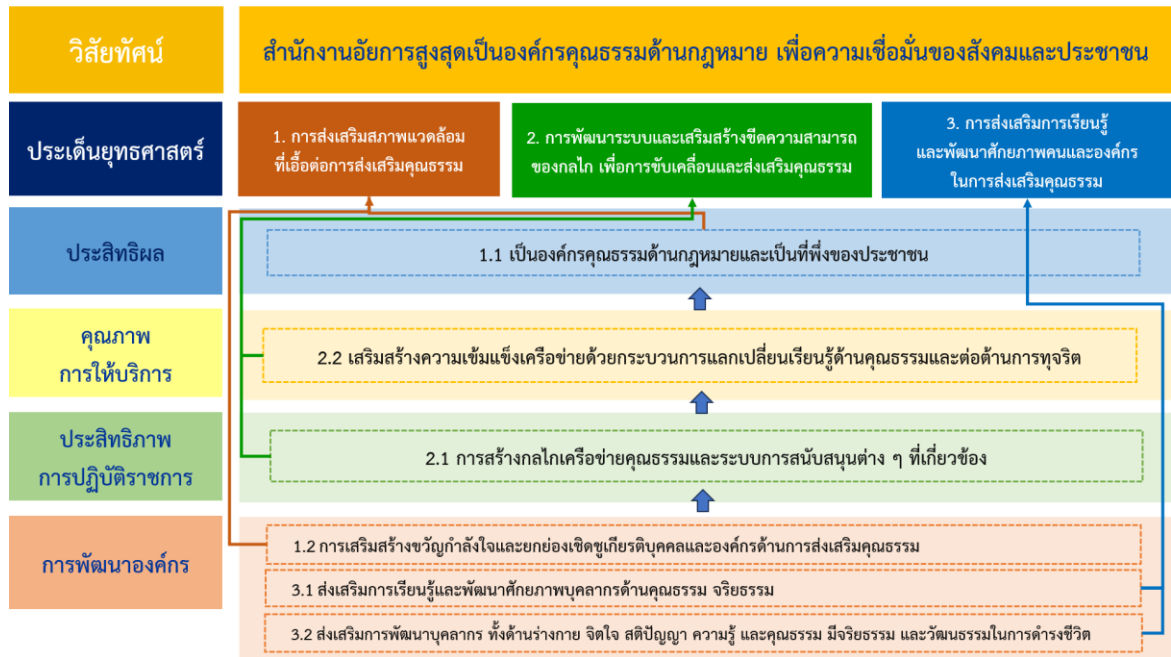 วิสัยทัศน์
สำนักงานอัยการสูงสุดเป็นองค์กรคุณธรรมด้านกฎหมาย เพื่อความเชื่อมั่นของสังคมและประชาชน
ประเด็นยุทธศาสตร์
1. การส่งเสริมสภาพแวดล้อม
ที่เอื้อต่อการส่งเสริมคุณธรรม
2. การพัฒนาระบบและเสริมสร้างขีดความสามารถ
ของกลไก เพื่อการขับเคลื่อนและส่งเสริมคุณธรรม
3. การส่งเสริมการเรียนรู้
และพัฒนาศักยภาพคนและองค์กร
ในการส่งเสริมคุณธรรม
ประสิทธิผล
1.1 เป็นองค์กรคุณธรรมด้านกฎหมายและเป็นที่พึ่งของประชาชน
คุณภาพ
การให้บริการ
2.2 เสริมสร้างความเข้มแข็งเครือข่ายด้วยกระบวนการแลกเปลี่ยนเรียนรู้ด้านคุณธรรมและต่อต้านการทุจริต
ประสิทธิภาพ
การปฏิบัติราชการ
2.1 การสร้างกลไกเครือข่ายคุณธรรมและระบบการสนับสนุนต่าง ๆ ที่เกี่ยวข้อง
การพัฒนาองค์กร
1.2 การเสริมสร้างขวัญกำลังใจและยกย่องเชิดชูเกียรติบุคคลและองค์กรด้านการส่งเสริมคุณธรรม
3.1 ส่งเสริมการเรียนรู้และพัฒนาศักยภาพบุคลากรด้านคุณธรรม จริยธรรม
3.2 ส่งเสริมการพัฒนาบุคลากร ทั้งด้านร่างกาย จิตใจ สติปัญญา ความรู้ และคุณธรรม มีจริยธรรม และวัฒนธรรมในการดำรงชีวิต